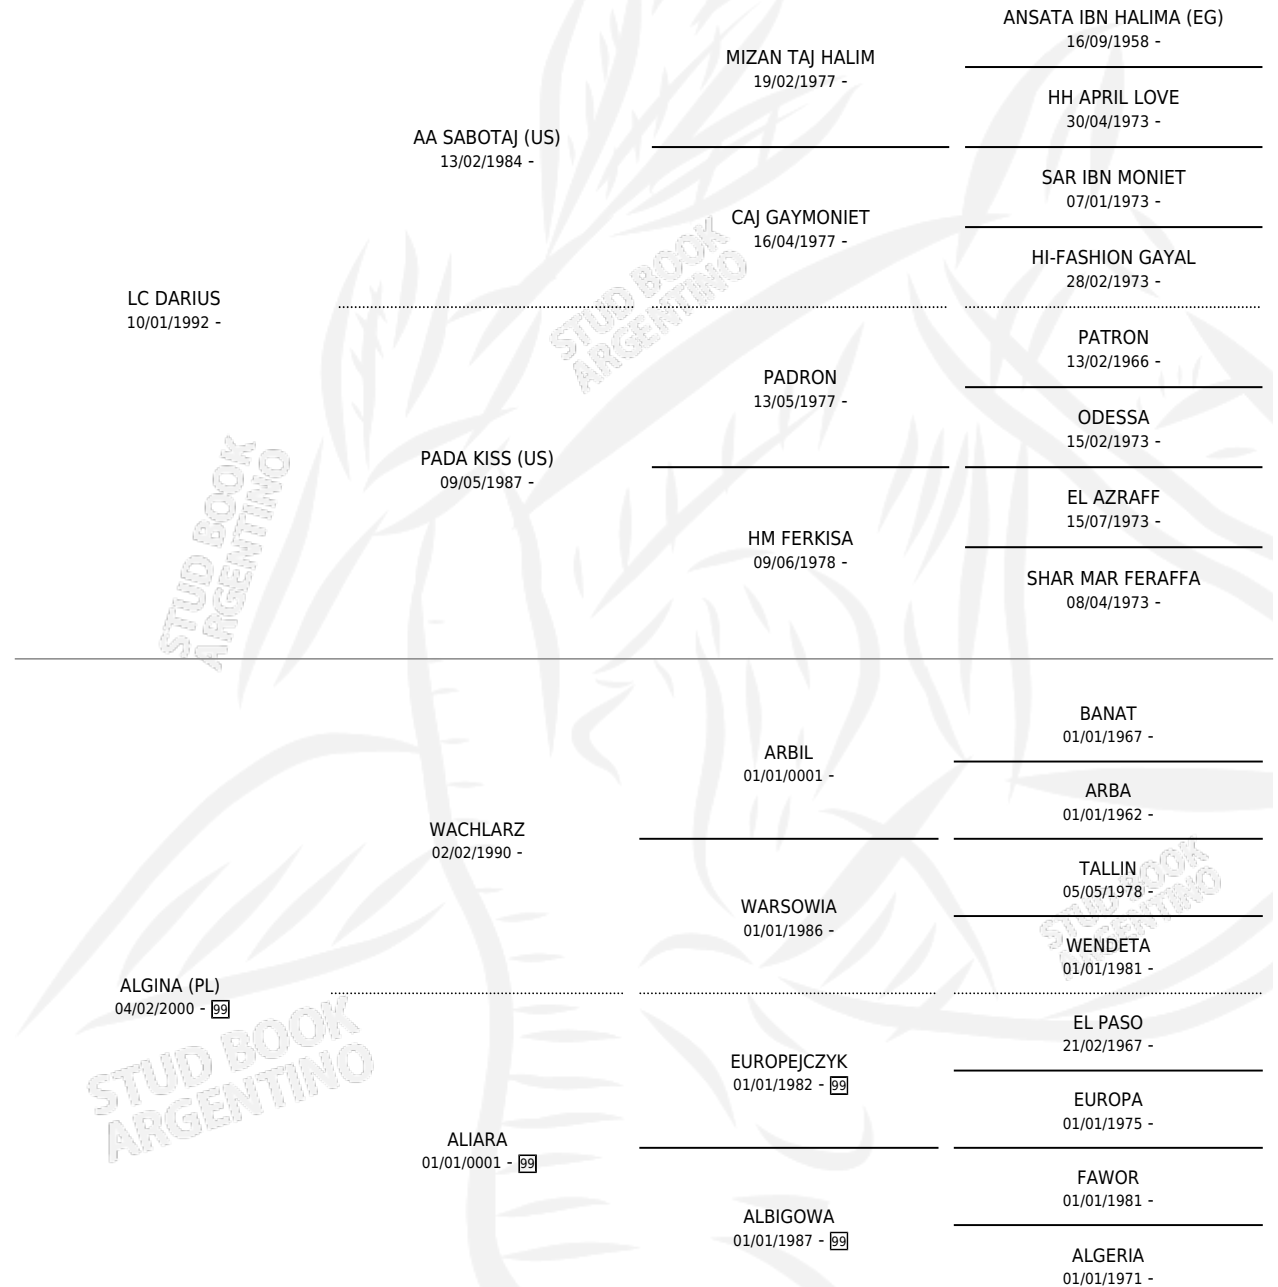 ANSATA IBN HALIMA (EG)
16/09/1958 -
MIZAN TAJ HALIM
19/02/1977 -
HH APRIL LOVE
30/04/1973 -
AA SABOTAJ (US)
13/02/1984 -
SAR IBN MONIET
07/01/1973 -
CAJ GAYMONIET
16/04/1977 -
HI-FASHION GAYAL
28/02/1973 -
LC DARIUS
10/01/1992 -
STUD BOOK
ARGENTINO
PATRON
13/02/1966 -
PADRON
13/05/1977 -
ODESSA
15/02/1973 -
PADA KISS (US)
09/05/1987 -
EL AZRAFF
15/07/1973 -
HM FERKISA
09/06/1978 -
SHAR MAR FERAFFA
08/04/1973 -
STUD BOOK
ARGENTINO
BANAT
01/01/1967 -
ARBIL
01/01/0001 -
ARBA
01/01/1962 -
WACHLARZ
02/02/1990 -
TALLIN
05/05/1978 -
WARSOWIA
01/01/1986 -
STUD BOOK
ARGENTINO
WENDETA
01/01/1981 -
ALGINA (PL)
04/02/2000 - 99
EL PASO
21/02/1967 -
EUROPEJCZYK
01/01/1982 - 99
STUD BOOK
ARGENTINO
EUROPA
01/01/1975 -
ALIARA
01/01/0001 - 99
FAWOR
01/01/1981 -
ALBIGOWA
01/01/1987 - 99
ALGERIA
01/01/1971 -